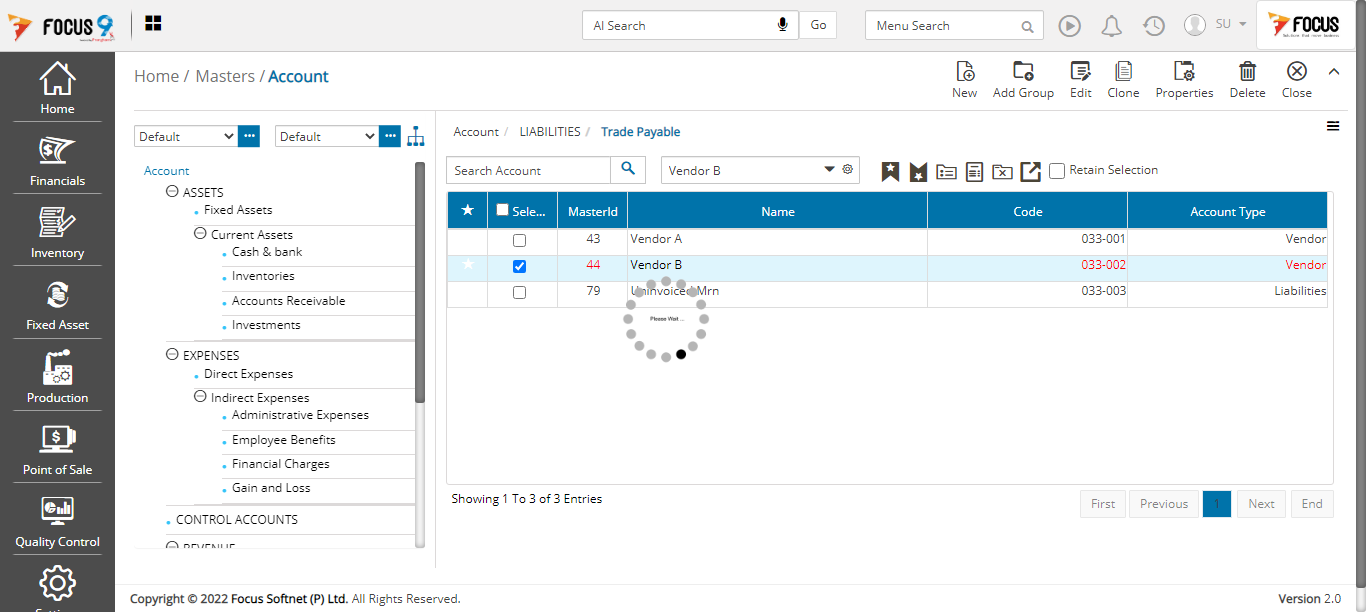 FOCUS 9
AI Search
Go
Menu Search
SU
FOCUS
Home
Financials
Inventory
Fixed Asset
Production
Point of Sale
Quality Control
Home / Masters / Account
New
Add Group
Edit
Clone
Properties
Delete
Close
Default
Default
Account
ASSETS
Fixed Assets
Current Assets
Cash & bank
Inventories
Accounts Receivable
Investments
EXPENSES
Direct Expenses
Indirect Expenses
Administrative Expenses
Employee Benefits
Financial Charges
Gain and Loss
CONTROL ACCOUNTS
REVENUE
Account / LIABILITIES / Trade Payable
Search Account
Vendor B
Retain Selection
Sele... MasterId Name Code Account Type
43 Vendor A 033-001 Vendor
44 Vendor B 033-002 Vendor
79 Uninvoiced Mrn 033-003 Liabilities
Please Wait ...
Showing 1 To 3 of 3 Entries
First Previous 1 Next End
Copyright © 2022 Focus Softnet (P) Ltd. All Rights Reserved.
Version 2.0